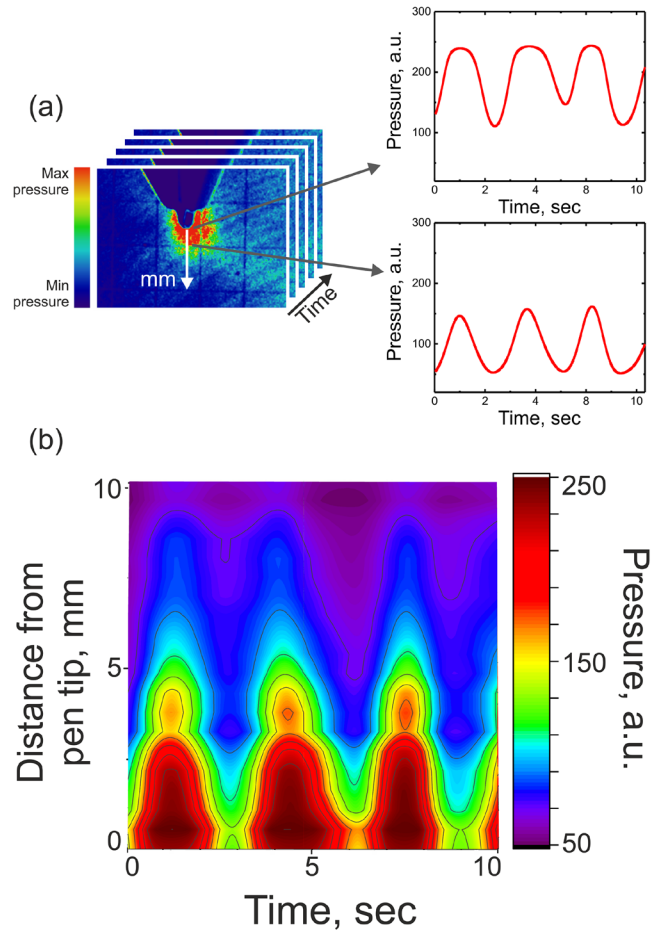 (a)
Max
pressure
Min
pressure
mm
Time
Pressure, a.u.
300
200
100
0 2 4 6 8 10
Time, sec
Pressure, a.u.
300
200
100
0 2 4 6 8 10
Time, sec
(b)
Distance from
pen tip, mm
10
5
0
0 5 10
Time, sec
250
150
50
Pressure, a.u.